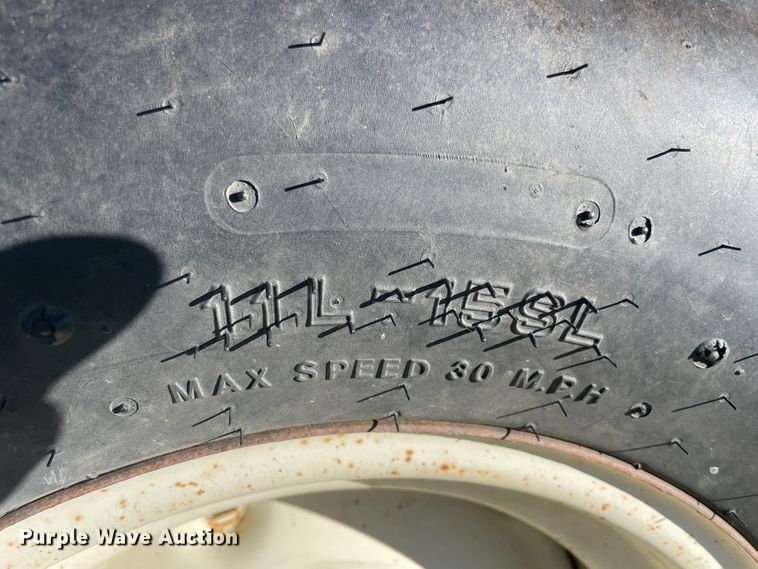 11L-15SL
MAX SPEED 30 M.P.H
Purple Wave Auction